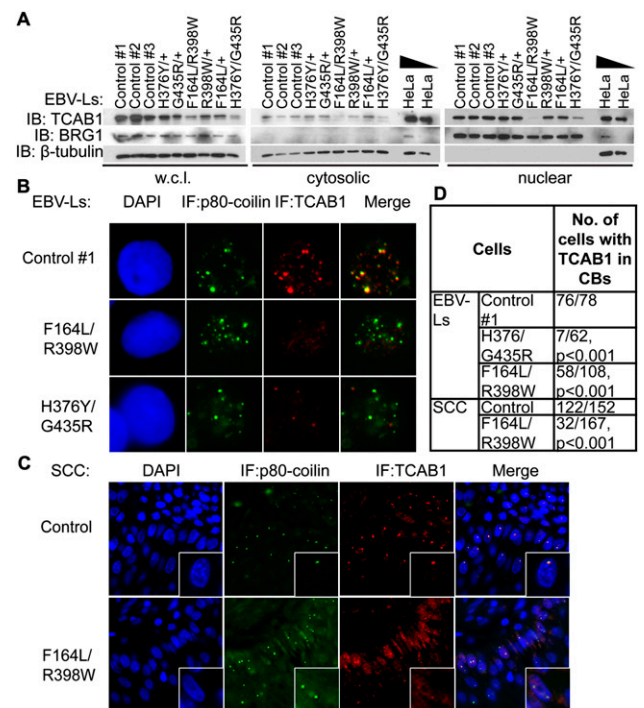 A
Control #1
Control #2
Control #3
H376Y/+
G435R/+
F164L/R398W
R398W/+
F164L/+
H376Y/G435R
Control #1
Control #2
Control #3
H376Y/+
G435R/+
F164L/R398W
R398W/+
F164L/+
H376Y/G435R
HeLa
HeLa
Control #1
Control #2
Control #3
H376Y/+
G435R/+
F164L/R398W
R398W/+
F164L/+
H376Y/G435R
HeLa
HeLa
EBV-Ls:
IB: TCAB1
IB: BRG1
IB: β-tubulin
w.c.l. cytosolic nuclear
B
EBV-Ls: DAPI IF:p80-coilin IF:TCAB1 Merge
Control #1
F164L/
R398W
H376Y/
G435R
D
Cells No. of cells with TCAB1 in CBs
EBV-Ls Control #1 76/78
H376/G435R 7/62, p<0.001
F164L/R398W 58/108, p<0.001
SCC Control 122/152
F164L/R398W 32/167, p<0.001
C
SCC: DAPI IF:p80-coilin IF:TCAB1 Merge
Control
F164L/
R398W